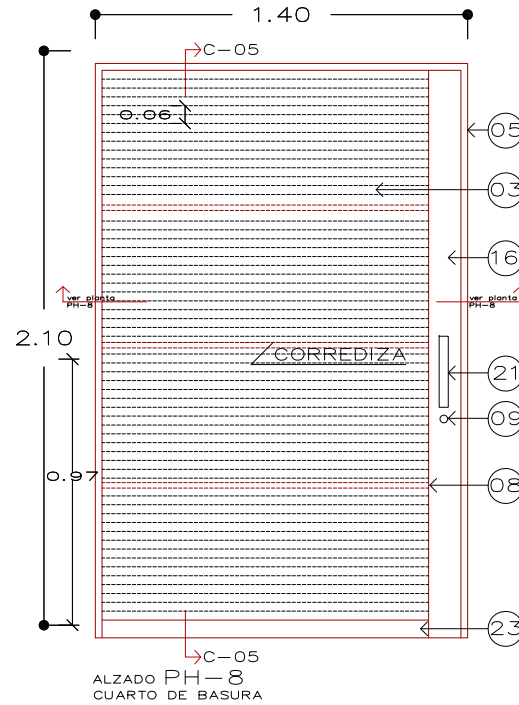 1.40
C-05
0.06
05
03
16
ver planta
PH-8
ver planta
PH-8
2.10
CORREDIZA
21
09
0.97
08
23
C-05
ALZADO PH-8
CUARTO DE BASURA